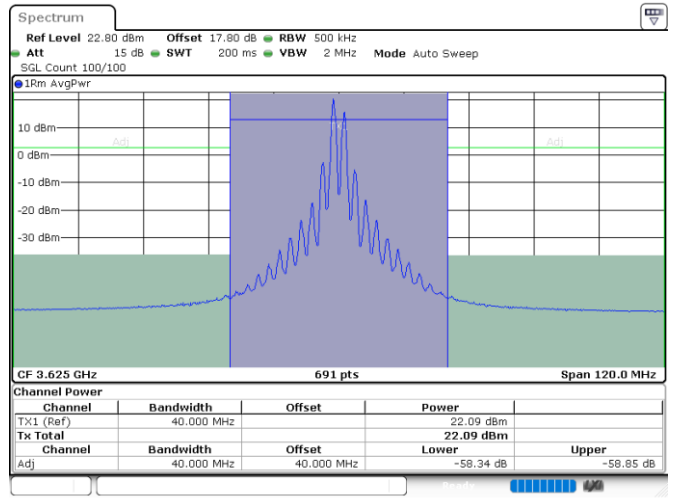 Spectrum
Ref Level 22.80 dBm Offset 17.80 dB RBW 500 kHz
Att 15 dB SWT 200 ms VBW 2 MHz Mode Auto Sweep
SGL Count 100/100
1Rm AvgPwr
10 dBm
Adj Adj
0 dBm
-10 dBm
-20 dBm
-30 dBm
CF 3.625 GHz 691 pts Span 120.0 MHz
Channel Power
Channel Bandwidth Offset Power
TX1 (Ref) 40.000 MHz 22.09 dBm
Tx Total 22.09 dBm
Channel Bandwidth Offset Lower Upper
Adj 40.000 MHz 40.000 MHz -58.34 dB -58.85 dB